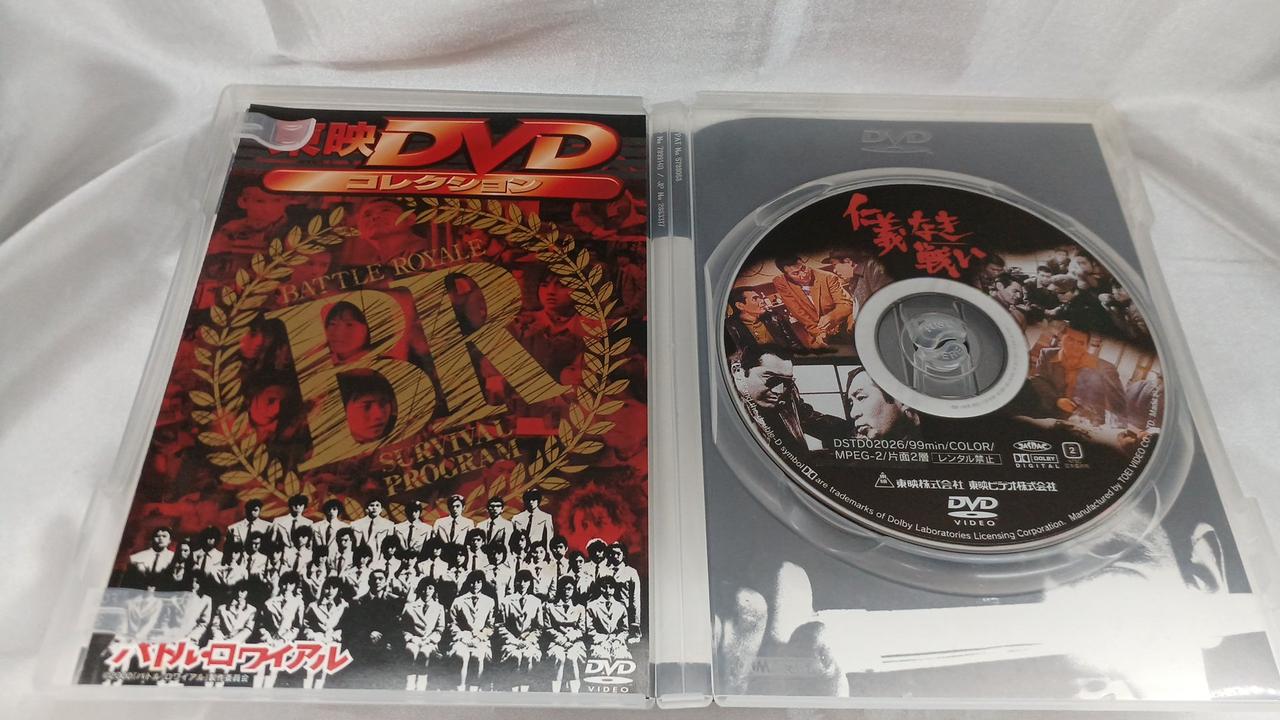 東映DVD
コレクション
BATTLE ROYALE
BR
SURVIVAL
PROGRAM
バトル・ロワイアル
DVD
VIDEO
DVD
仁義なき
戦い
DSTD02026/99min/COLOR/
MPEG-2/片面2層 レンタル禁止
DOLBY
DIGITAL
2
東映株式会社 東映ビデオ株式会社
DVD
VIDEO
are trademarks of Dolby Laboratories Licensing Corporation. Manufactured by TOEI VIDEO CO.,LTD.